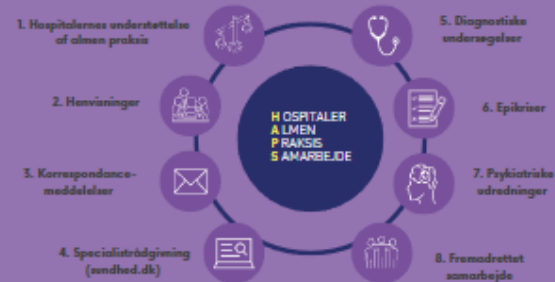 1. Hospitalernes understøttelse
af almen praksis
2. Henvisninger
3. Korrespondance-
meddelelser
4. Specialistrådgivning
(sundhed.dk)
HOSPITALER
ALMEN
PRAKSIS
SAMARBEJDE
5. Diagnostiske
undersøgelser
6. Epikriser
7. Psykiatriske
udredninger
8. Fremadrettet
samarbejde